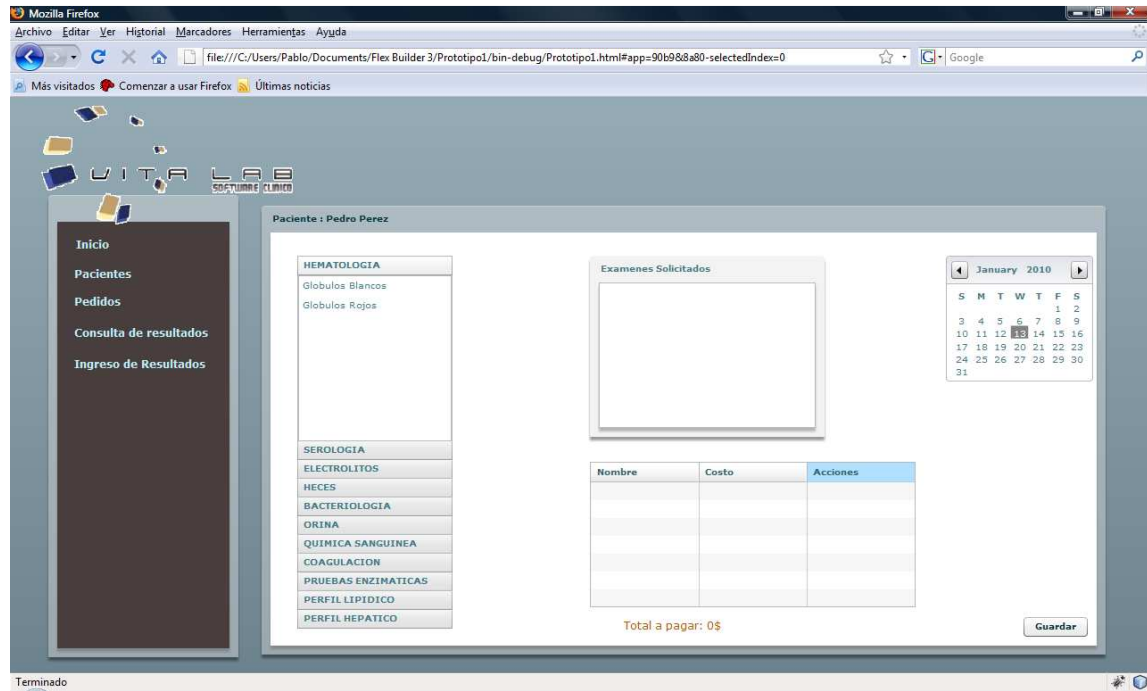 Mozilla Firefox
Archivo Editar Ver Historial Marcadores Herramientas Ayuda
file:///C:/Users/Pablo/Documents/Flex Builder 3/Prototipo1/bin-debug/Prototipo1.html#app=90b98&8a80-selectedIndex=0
Google
Más visitados Comenzar a usar Firefox Últimas noticias
VITA LAB
SOFTWARE CLINICO
Inicio
Pacientes
Pedidos
Consulta de resultados
Ingreso de Resultados
Paciente : Pedro Perez
HEMATOLOGIA
Globulos Blancos
Globulos Rojos
SEROLOGIA
ELECTROLITOS
HECES
BACTERIOLOGIA
ORINA
QUIMICA SANGUINEA
COAGULACION
PRUEBAS ENZIMATICAS
PERFIL LIPIDICO
PERFIL HEPATICO
Examenes Solicitados
Nombre Costo Acciones
Total a pagar: 0$
January 2010
S M T W T F S
1 2
3 4 5 6 7 8 9
10 11 12 13 14 15 16
17 18 19 20 21 22 23
24 25 26 27 28 29 30
31
Guardar
Terminado